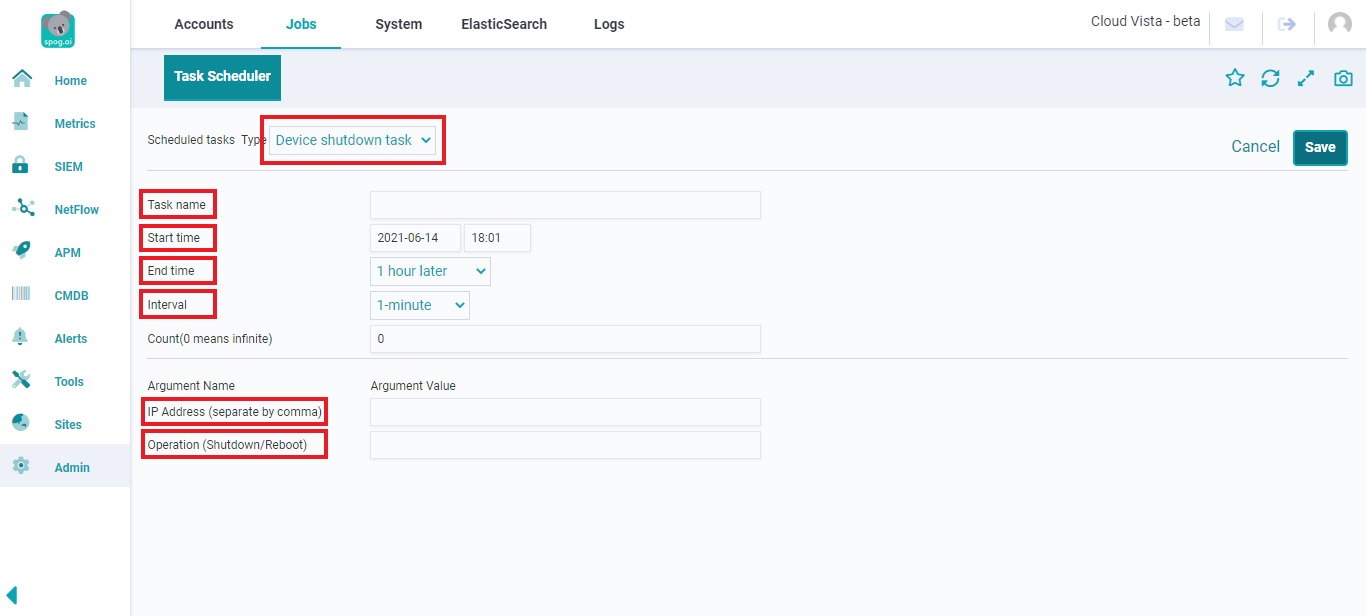 spog.ai
Accounts Jobs System ElasticSearch Logs
Cloud Vista - beta
Home
Metrics
SIEM
NetFlow
APM
CMDB
Alerts
Tools
Sites
Admin
Task Scheduler
Scheduled tasks Type Device shutdown task
Cancel Save
Task name
Start time 2021-06-14 18:01
End time 1 hour later
Interval 1-minute
Count(0 means infinite) 0
Argument Name Argument Value
IP Address (separate by comma)
Operation (Shutdown/Reboot)